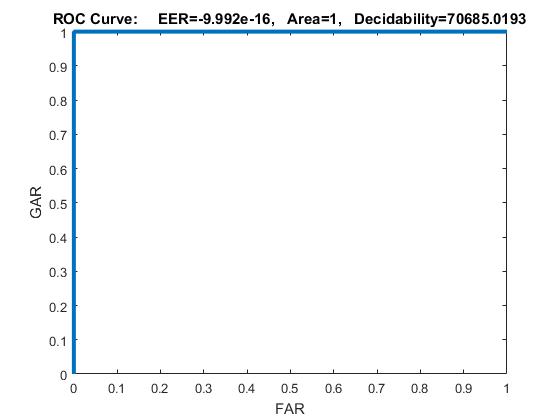 ROC Curve: EER=-9.992e-16, Area=1, Decidability=70685.0193
1
0.9
0.8
0.7
0.6
0.5
0.4
0.3
0.2
0.1
0
GAR
0 0.1 0.2 0.3 0.4 0.5 0.6 0.7 0.8 0.9 1
FAR